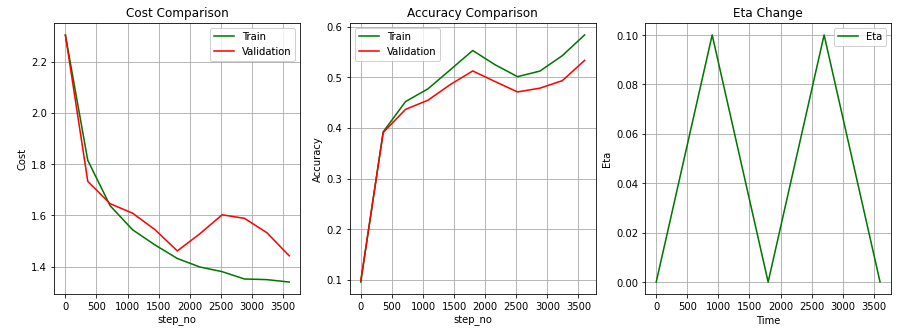 Cost Comparison
Train
Validation
2.2
2.0
1.8
1.6
1.4
Cost
0 500 1000 1500 2000 2500 3000 3500
step_no
Accuracy Comparison
Train
Validation
0.6
0.5
0.4
0.3
0.2
0.1
Accuracy
0 500 1000 1500 2000 2500 3000 3500
step_no
Eta Change
Eta
0.10
0.08
0.06
0.04
0.02
0.00
Eta
0 500 1000 1500 2000 2500 3000 3500
Time